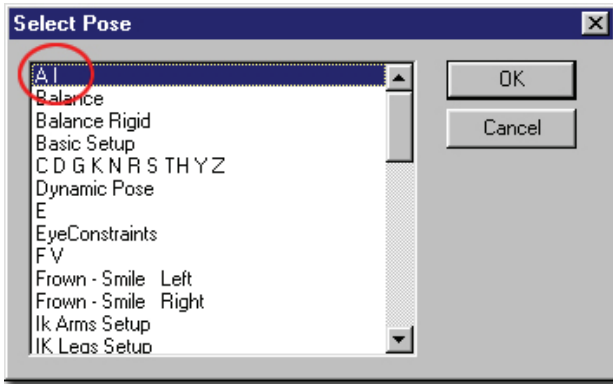 Select Pose
A I
Balance
Balance Rigid
Basic Setup
C D G K N R S TH Y Z
Dynamic Pose
E
EyeConstraints
F V
Frown - Smile Left
Frown - Smile Right
Ik Arms Setup
IK Legs Setup
OK
Cancel